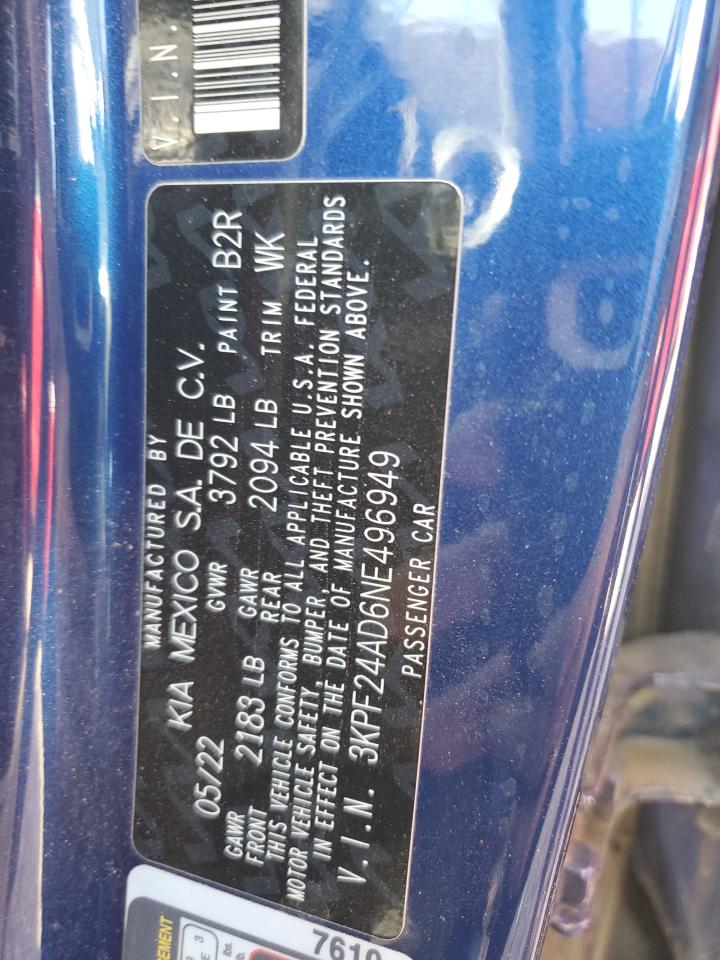 V.I.N.
MANUFACTURED BY
KIA MEXICO S.A. DE C.V.
05/22 GVWR 3792 LB PAINT B2R
GAWR FRONT 2183 LB GAWR REAR 2094 LB TRIM WK
THIS VEHICLE CONFORMS TO ALL APPLICABLE U.S.A. FEDERAL
MOTOR VEHICLE SAFETY, BUMPER, AND THEFT PREVENTION STANDARDS
IN EFFECT ON THE DATE OF MANUFACTURE SHOWN ABOVE.
V.I.N. 3KPF24AD6NE496949
PASSENGER CAR
7610